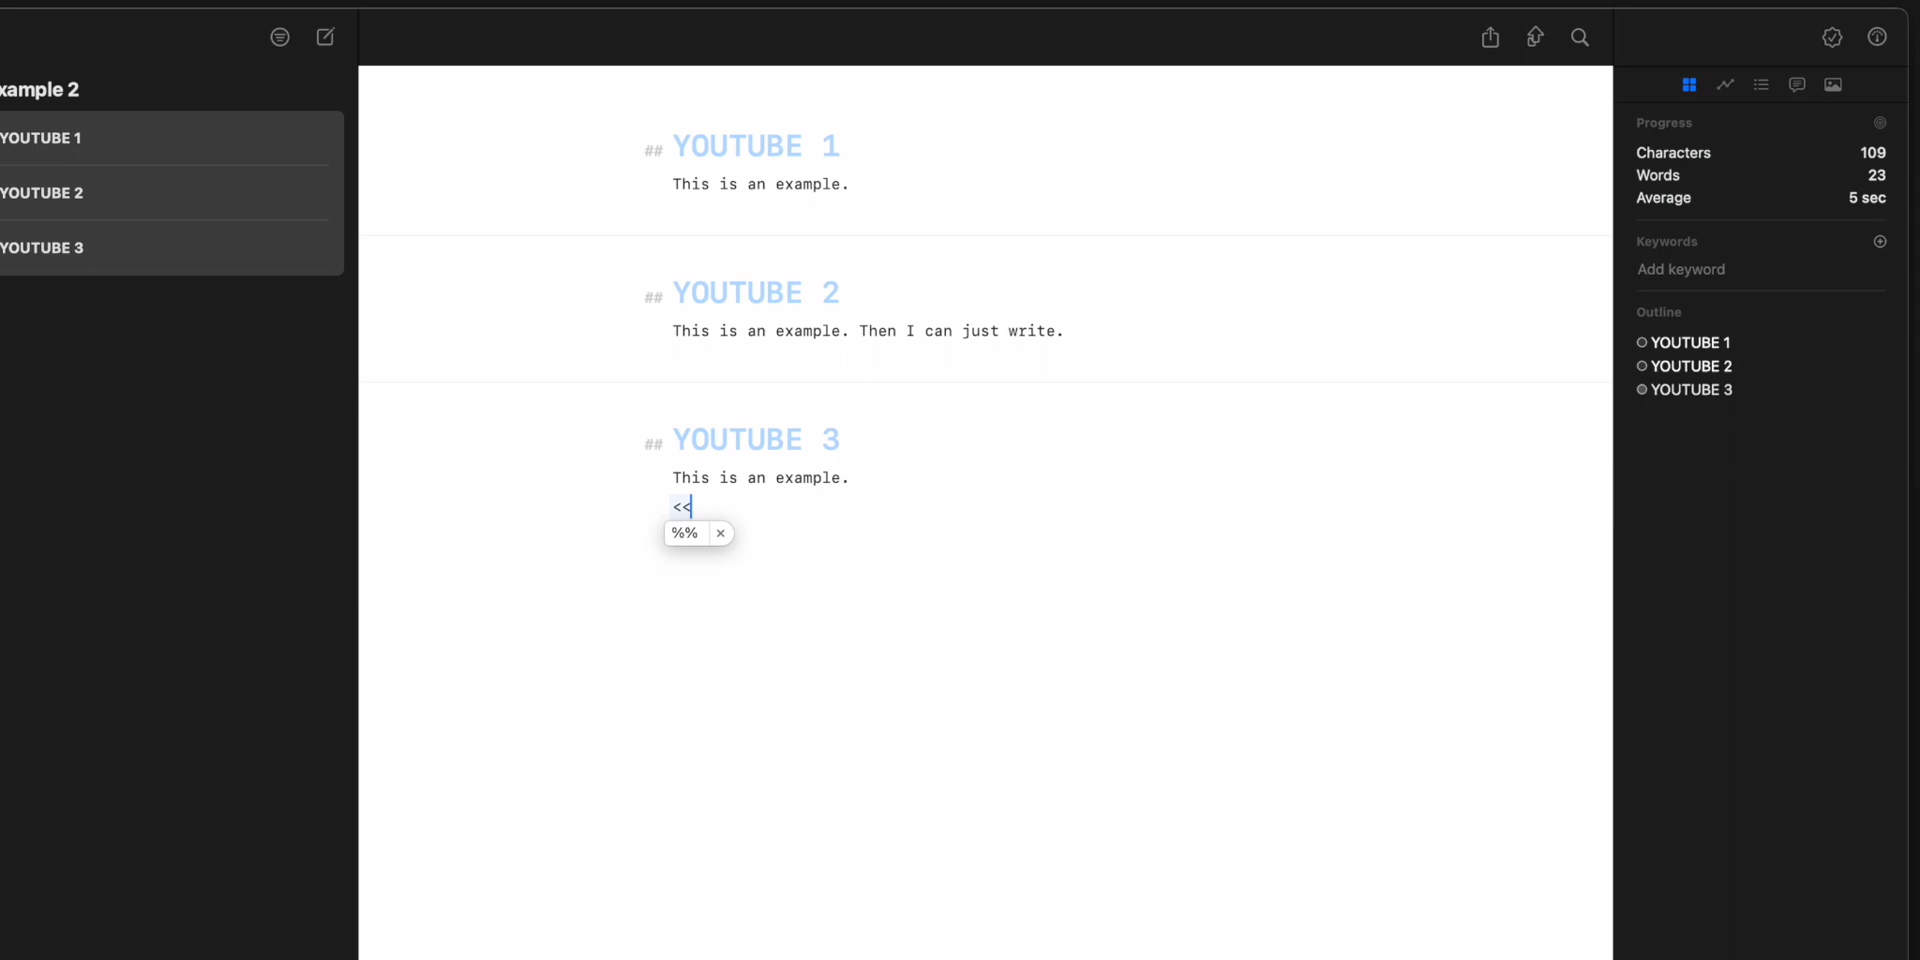 xample 2
YOUTUBE 1
YOUTUBE 2
YOUTUBE 3
## YOUTUBE 1
This is an example.
## YOUTUBE 2
This is an example. Then I can just write.
## YOUTUBE 3
This is an example.
<<
%% ×
Progress
Characters 109
Words 23
Average 5 sec
Keywords
Add keyword
Outline
YOUTUBE 1
YOUTUBE 2
YOUTUBE 3